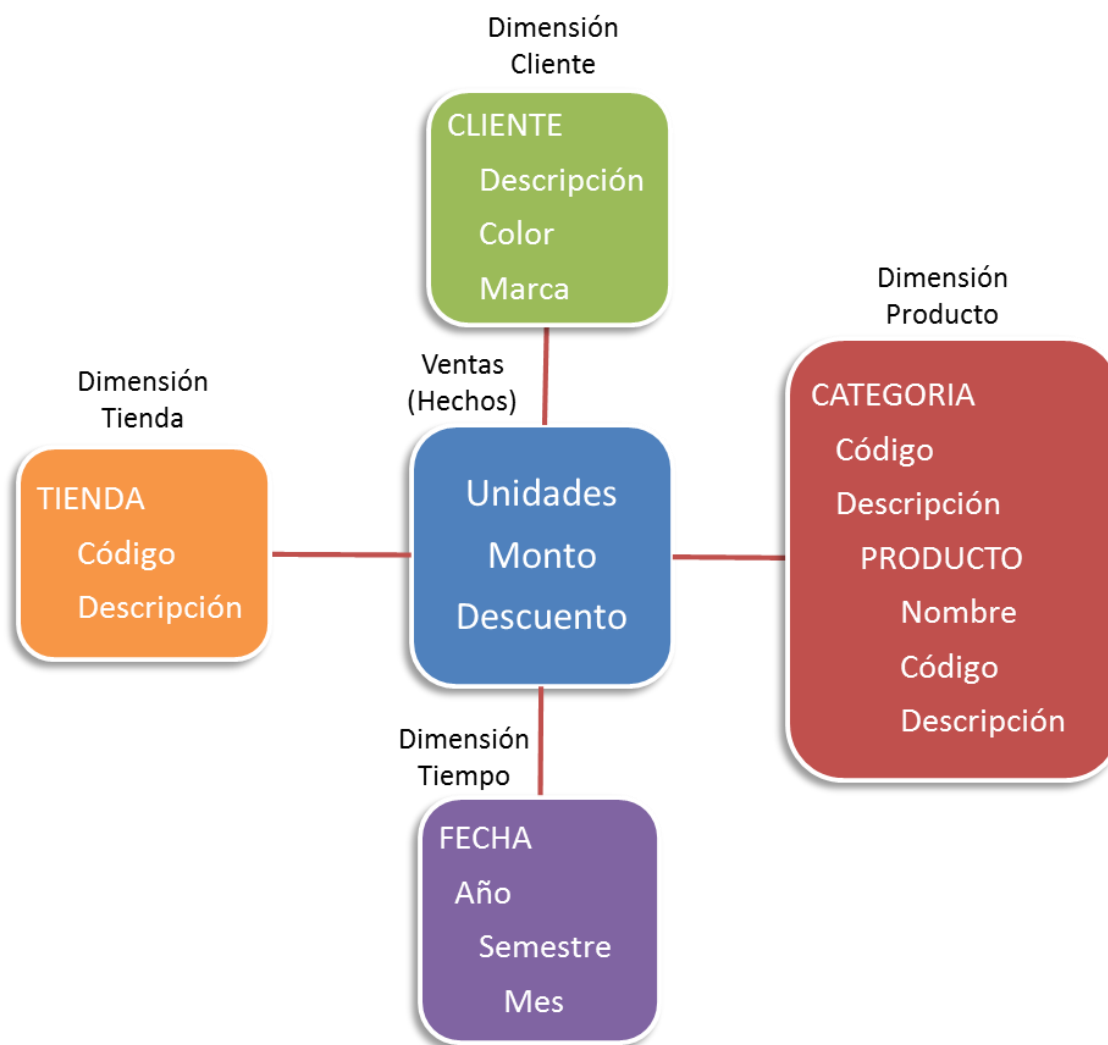 Dimensión
Cliente
CLIENTE
Descripción
Color
Marca
Dimensión
Producto
CATEGORIA
Código
Descripción
PRODUCTO
Nombre
Código
Descripción
Ventas
(Hechos)
Unidades
Monto
Descuento
Dimensión
Tienda
TIENDA
Código
Descripción
Dimensión
Tiempo
FECHA
Año
Semestre
Mes